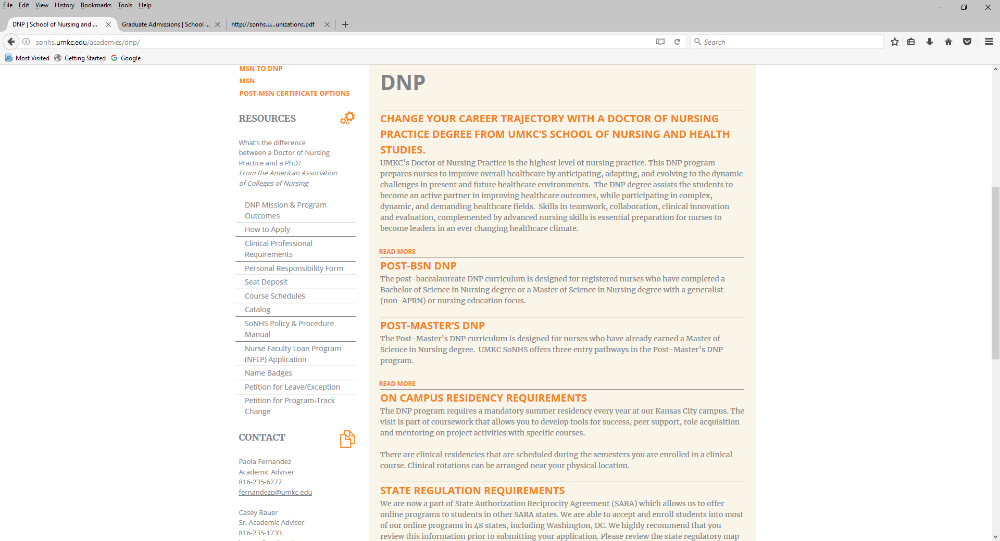 File Edit View History Bookmarks Tools Help
DNP | School of Nursing and ...
Graduate Admissions | School ...
http://sonhs.u...unizations.pdf
sonhs.umkc.edu/academics/dnp/
Search
Most Visited Getting Started Google
MSN TO DNP
MSN
POST-MSN CERTIFICATE OPTIONS
RESOURCES
What's the difference
between a Doctor of Nursing
Practice and a PhD?
From the American Association
of Colleges of Nursing
DNP Mission & Program
Outcomes
How to Apply
Clinical Professional
Requirements
Personal Responsibility Form
Seat Deposit
Course Schedules
Catalog
SoNHS Policy & Procedure
Manual
Nurse Faculty Loan Program
(NFLP) Application
Name Badges
Petition for Leave/Exception
Petition for Program-Track
Change
CONTACT
Paola Fernandez
Academic Adviser
816-235-6277
fernandezp@umkc.edu
Casey Bauer
Sr. Academic Adviser
816-235-1733
DNP
CHANGE YOUR CAREER TRAJECTORY WITH A DOCTOR OF NURSING
PRACTICE DEGREE FROM UMKC'S SCHOOL OF NURSING AND HEALTH
STUDIES.
UMKC's Doctor of Nursing Practice is the highest level of nursing practice. This DNP program
prepares nurses to improve overall healthcare by anticipating, adapting, and evolving to the dynamic
challenges in present and future healthcare environments.  The DNP degree assists the students to
become an active partner in improving healthcare outcomes, while participating in complex,
dynamic, and demanding healthcare fields.  Skills in teamwork, collaboration, clinical innovation
and evaluation, complemented by advanced nursing skills is essential preparation for nurses to
become leaders in an ever changing healthcare climate.
READ MORE
POST-BSN DNP
The post-baccalaureate DNP curriculum is designed for registered nurses who have completed a
Bachelor of Science in Nursing degree or a Master of Science in Nursing degree with a generalist
(non-APRN) or nursing education focus.
POST-MASTER'S DNP
The Post-Master's DNP curriculum is designed for nurses who have already earned a Master of
Science in Nursing degree.  UMKC SoNHS offers three entry pathways in the Post-Master's DNP
program.
READ MORE
ON CAMPUS RESIDENCY REQUIREMENTS
The DNP program requires a mandatory summer residency every year at our Kansas City campus. The
visit is part of coursework that allows you to develop tools for success, peer support, role acquisition
and mentoring on project activities with specific courses.
There are clinical residencies that are scheduled during the semesters you are enrolled in a clinical
course. Clinical rotations can be arranged near your physical location.
STATE REGULATION REQUIREMENTS
We are now a part of State Authorization Reciprocity Agreement (SARA) which allows us to offer
online programs to students in other SARA states. We are able to accept and enroll students into most
of our online programs in 48 states, including Washington, DC. We highly recommend that you
review this information prior to submitting your application. Please review the state regulatory map